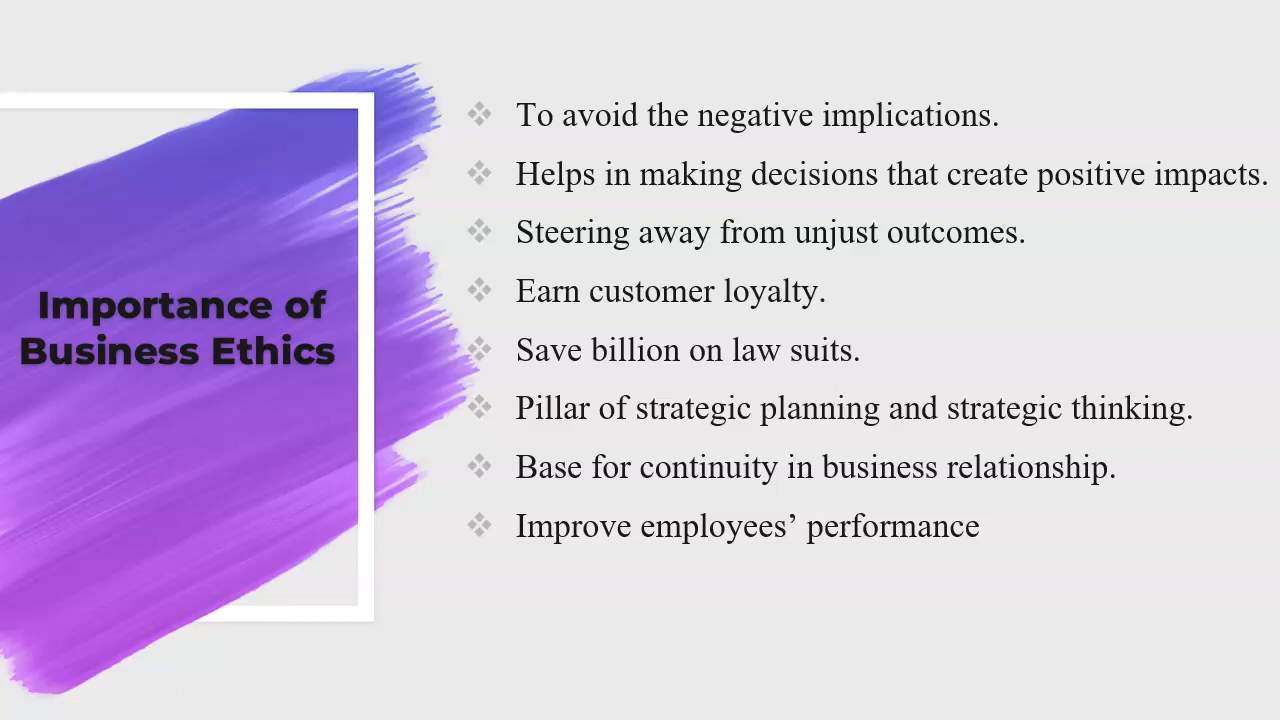 Importance of
Business Ethics
To avoid the negative implications.
Helps in making decisions that create positive impacts.
Steering away from unjust outcomes.
Earn customer loyalty.
Save billion on law suits.
Pillar of strategic planning and strategic thinking.
Base for continuity in business relationship.
Improve employees’ performance